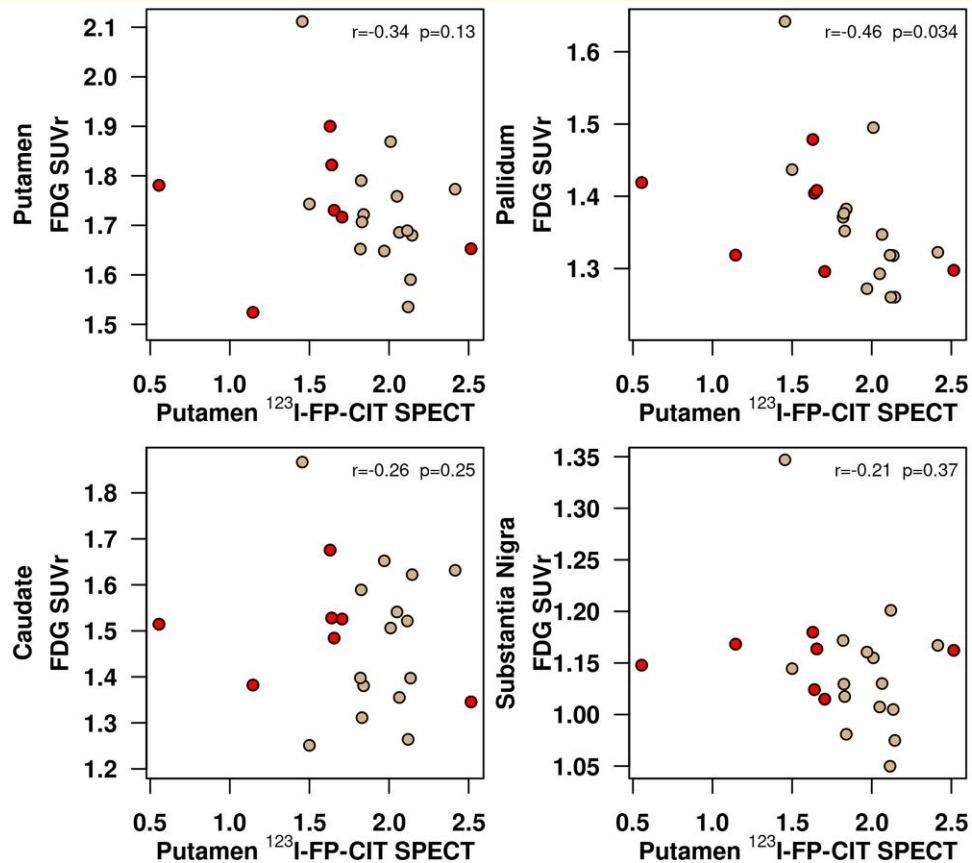 r=-0.34 p=0.13
2.1
2.0
1.9
1.8
1.7
1.6
1.5
Putamen
FDG SUVr
0.5 1.0 1.5 2.0 2.5
Putamen ¹²³I-FP-CIT SPECT
r=-0.46 p=0.034
1.6
1.5
1.4
1.3
Pallidum
FDG SUVr
0.5 1.0 1.5 2.0 2.5
Putamen ¹²³I-FP-CIT SPECT
r=-0.26 p=0.25
1.8
1.7
1.6
1.5
1.4
1.3
1.2
Caudate
FDG SUVr
0.5 1.0 1.5 2.0 2.5
Putamen ¹²³I-FP-CIT SPECT
r=-0.21 p=0.37
1.35
1.30
1.25
1.20
1.15
1.00
1.05
Substantia Nigra
FDG SUVr
0.5 1.0 1.5 2.0 2.5
Putamen ¹²³I-FP-CIT SPECT